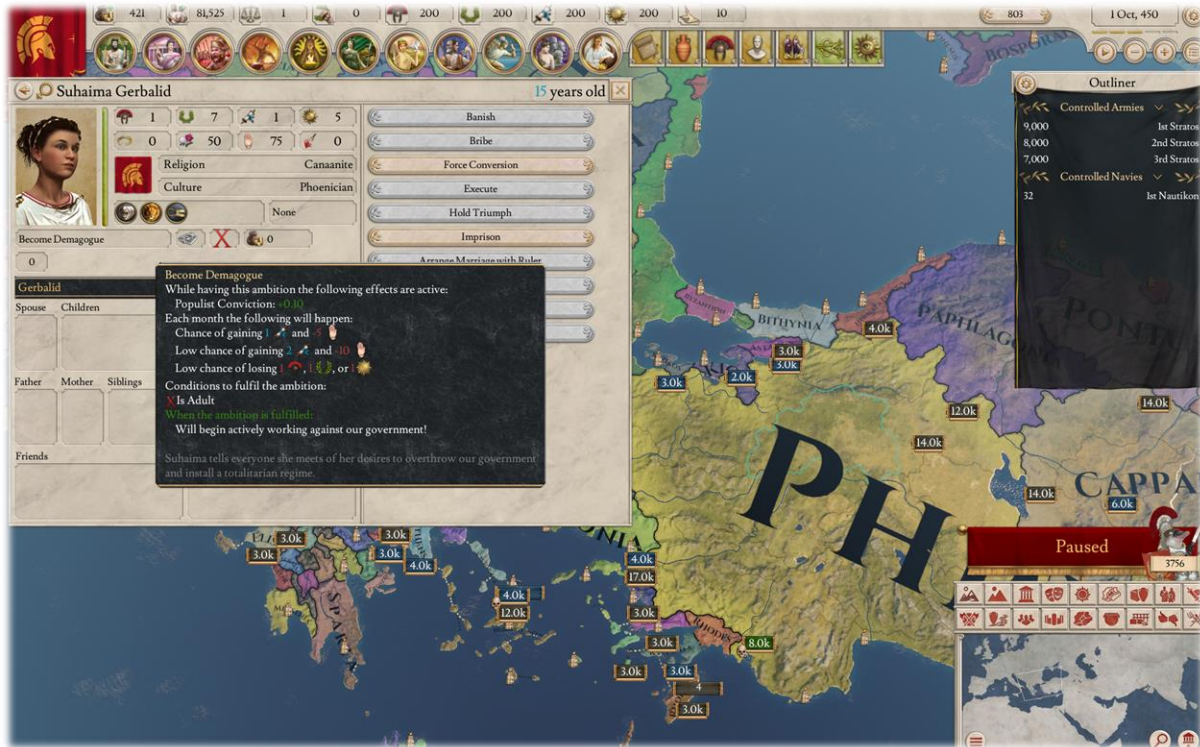 421
81,525
1
0
200
200
200
200
10
803
1 Oct, 450
Suhaima Gerbalid
15 years old
1
7
1
5
0
50
75
0
Religion
Canaanite
Culture
Phoenician
None
Become Demagogue
0
0
Gerbalid
Spouse
Children
Father
Mother
Siblings
Friends
Banish
Bribe
Force Conversion
Execute
Hold Triumph
Imprison
Arrange Marriage with Ruler
Become Demagogue
While having this ambition the following effects are active:
Populist Conviction: +0.10
Each month the following will happen:
Chance of gaining 1 and -5
Low chance of gaining 2 and -10
Low chance of losing 1, 1, or 1
Conditions to fulfil the ambition:
X Is Adult
When the ambition is fulfilled:
Will begin actively working against our government!
Suhaima tells everyone she meets of her desires to overthrow our government
and install a totalitarian regime.
Outliner
Controlled Armies
9,000
1st Stratos
8,000
2nd Stratos
7,000
3rd Stratos
Controlled Navies
32
1st Nautikon
BYZANTION
BITHYNIA
PAPHLAGO
PONT
CAPPA
PH
SPAR
RHODES
4.0k
3.0k
3.0k
2.0k
3.0k
12.0k
14.0k
14.0k
14.0k
6.0k
3.0k
3.0k
3.0k
3.0k
4.0k
4.0k
17.0k
4.0k
12.0k
3.0k
3.0k
8.0k
3.0k
3.0k
4
3.0k
Paused
3756